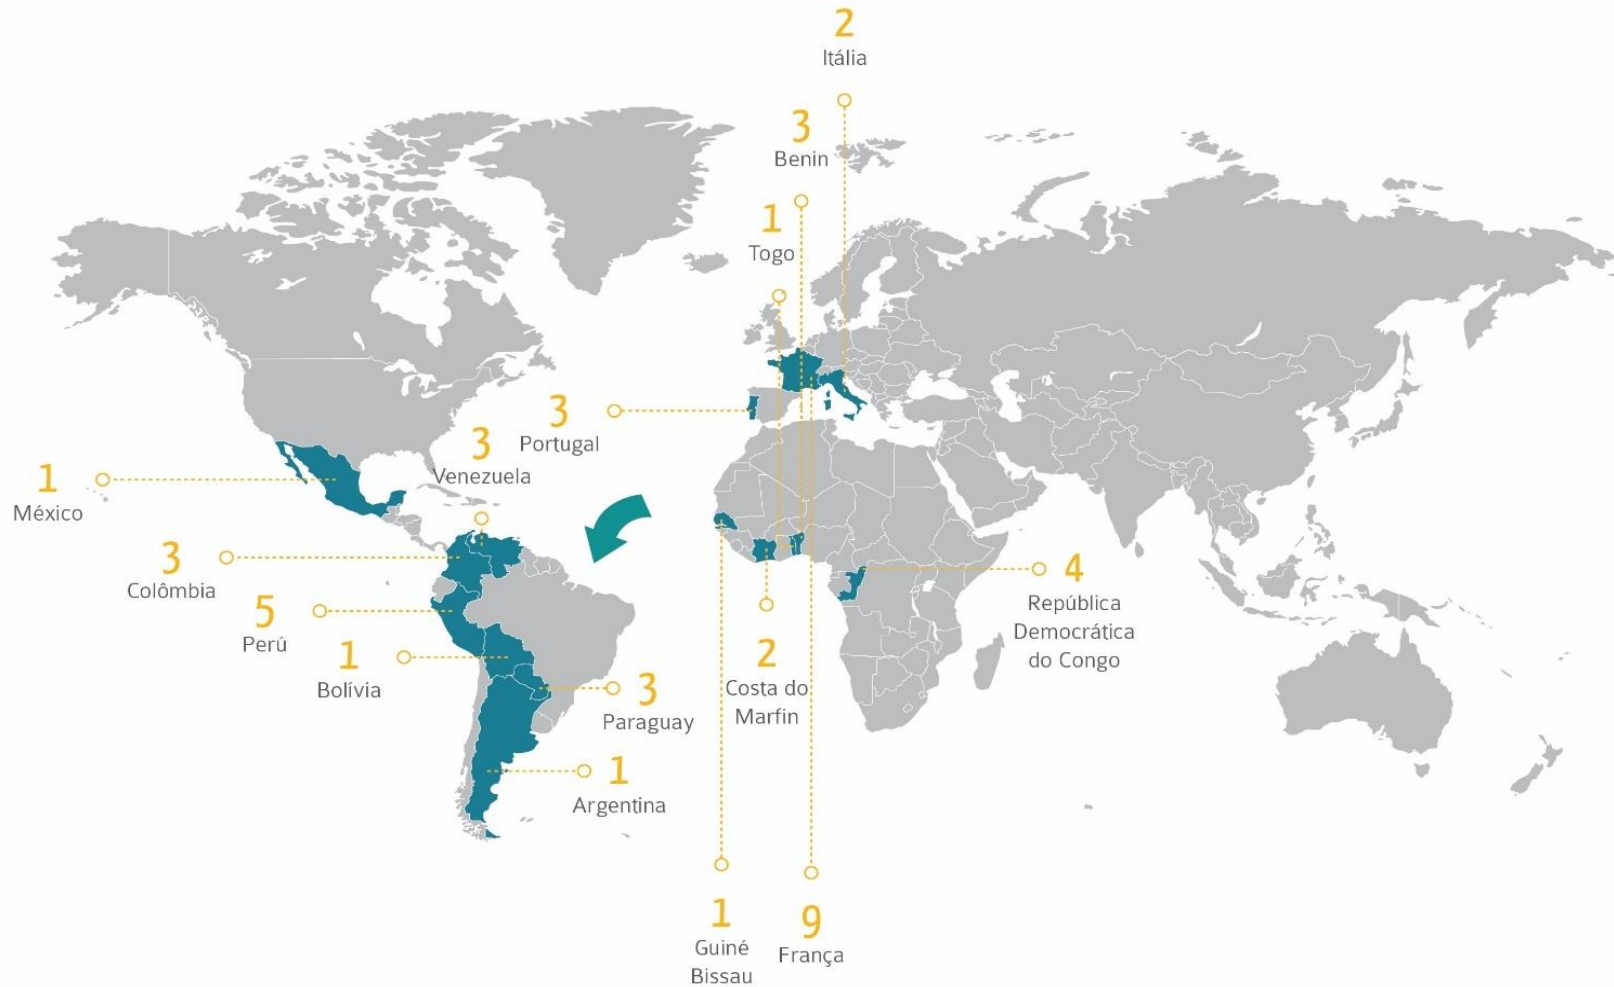 2
Itália
3
Benin
1
Togo
3
Portugal
3
Venezuela
1
México
3
Colômbia
5
Perú
1
Bolívia
3
Paraguay
1
Argentina
4
República
Democrática
do Congo
2
Costa do
Marfin
1
Guiné
Bissau
9
França